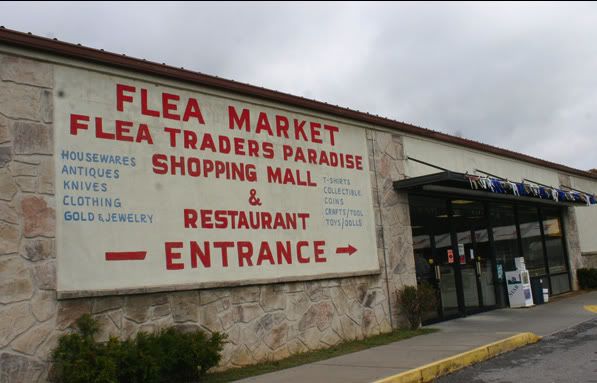 FLEA MARKET
FLEA TRADERS PARADISE
SHOPPING MALL
&
RESTAURANT
ENTRANCE
HOUSEWARES
ANTIQUES
KNIVES
CLOTHING
GOLD & JEWELRY
T-SHIRTS
COLLECTIBLE
COINS
CRAFTS/TOOL
TOYS/DOLLS